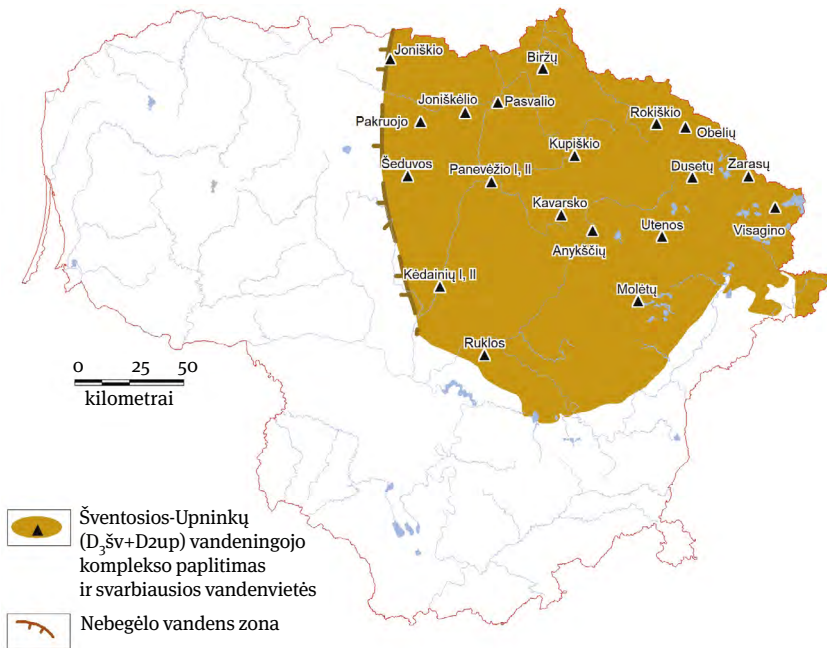 Joniškio
Biržų
Joniškėlio
Pasvalio
Pakruojo
Rokiškio
Obelių
Kupiškio
Šeduvos
Panevėžio I, II
Dusetų
Zarasų
Kavarsko
Utenos
Visagino
Anykščių
Kėdainių I, II
Molėtų
Ruklos
0 25 50
kilometrai
Šventosios-Upninkų
(D₃šv+D2up) vandeningojo
komplekso paplitimas
ir svarbiausios vandenvietės
Nebegėlo vandens zona